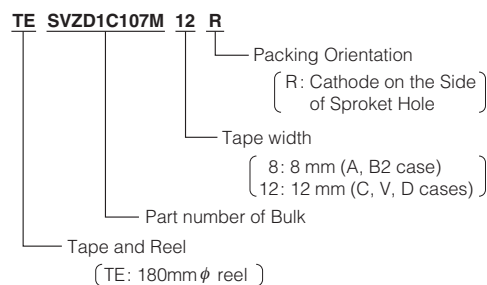 TE SVZD1C107M 12 R
Packing Orientation
R: Cathode on the Side
of Sproket Hole
Tape width
8: 8 mm (A, B2 case)
12: 12 mm (C, V, D cases)
Part number of Bulk
Tape and Reel
TE: 180mmφ reel